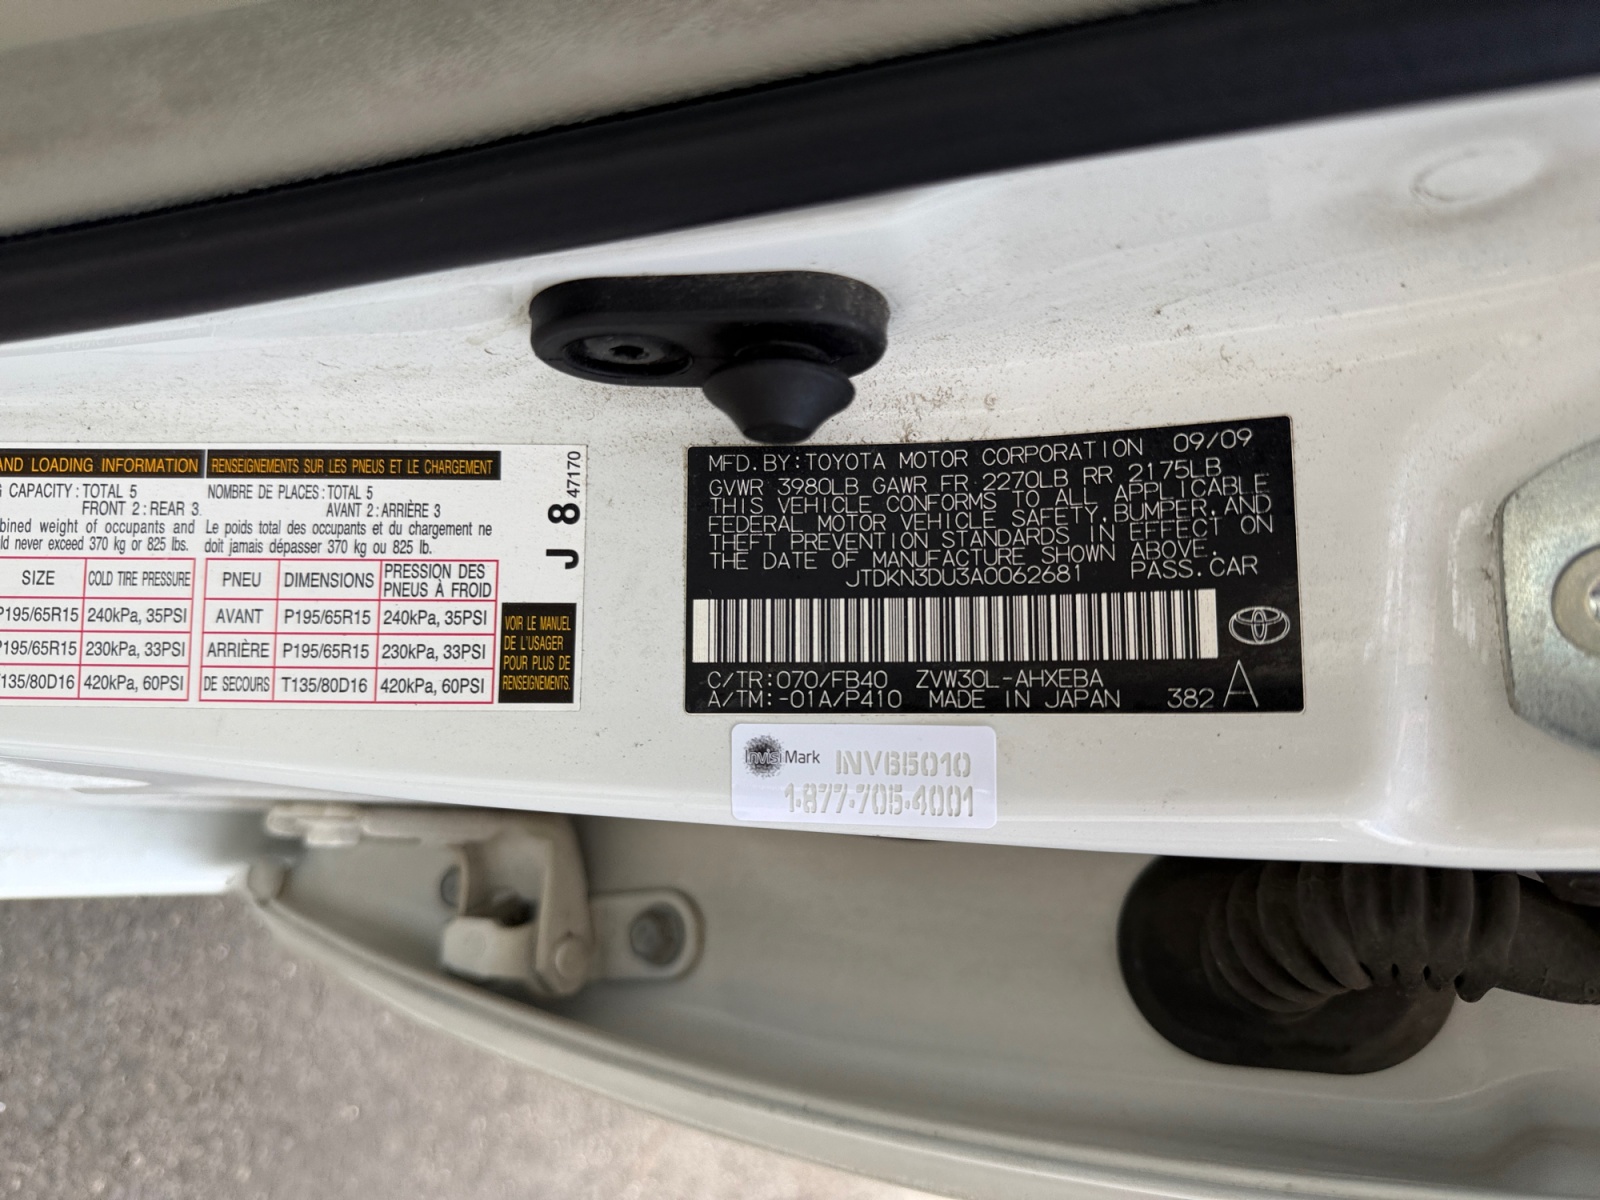 AND LOADING INFORMATION
CAPACITY : TOTAL 5
FRONT 2 : REAR 3
bined weight of occupants and
ld never exceed 370 kg or 825 lbs.
SIZE COLD TIRE PRESSURE
P195/65R15 240kPa, 35PSI
P195/65R15 230kPa, 33PSI
T135/80D16 420kPa, 60PSI
RENSEIGNEMENTS SUR LES PNEUS ET LE CHARGEMENT
NOMBRE DE PLACES : TOTAL 5
AVANT 2 : ARRIÈRE 3
Le poids total des occupants et du chargement ne
doit jamais dépasser 370 kg ou 825 lb.
PNEU DIMENSIONS PRESSION DES PNEUS À FROID
AVANT P195/65R15 240kPa, 35PSI
ARRIÈRE P195/65R15 230kPa, 33PSI
DE SECOURS T135/80D16 420kPa, 60PSI
J 8 47170
VOIR LE MANUEL
DE L'USAGER
POUR PLUS DE
RENSEIGNEMENTS.
MFD. BY: TOYOTA MOTOR CORPORATION 09/09
GVWR 3980LB GAWR FR 2270LB RR 2175LB
THIS VEHICLE CONFORMS TO ALL APPLICABLE
FEDERAL MOTOR VEHICLE SAFETY, BUMPER, AND
THEFT PREVENTION STANDARDS IN EFFECT ON
THE DATE OF MANUFACTURE SHOWN ABOVE.
JTDKN3DU3A0062681 PASS. CAR
C/TR: 070/FB40 ZVW30L-AHXEBA
A/TM: -01A/P410 MADE IN JAPAN 382 A
InvisiMark INVB5010
1-877-705-4001